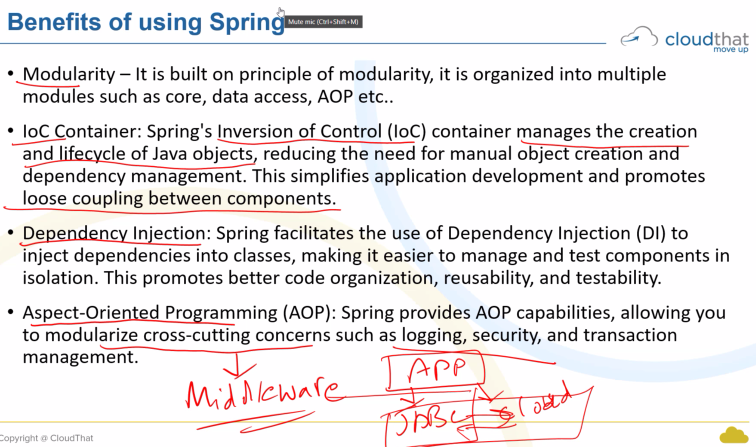 Benefits of using Spring
Mute mic (Ctrl+Shift+M)
cloudthat
move up
• Modularity – It is built on principle of modularity, it is organized into multiple
modules such as core, data access, AOP etc..
• IoC Container: Spring's Inversion of Control (IoC) container manages the creation
and lifecycle of Java objects, reducing the need for manual object creation and
dependency management. This simplifies application development and promotes
loose coupling between components.
• Dependency Injection: Spring facilitates the use of Dependency Injection (DI) to
inject dependencies into classes, making it easier to manage and test components in
isolation. This promotes better code organization, reusability, and testability.
• Aspect-Oriented Programming (AOP): Spring provides AOP capabilities, allowing you
to modularize cross-cutting concerns such as logging, security, and transaction
management.
APP
Middleware
JDBC
Copyright @ CloudThat